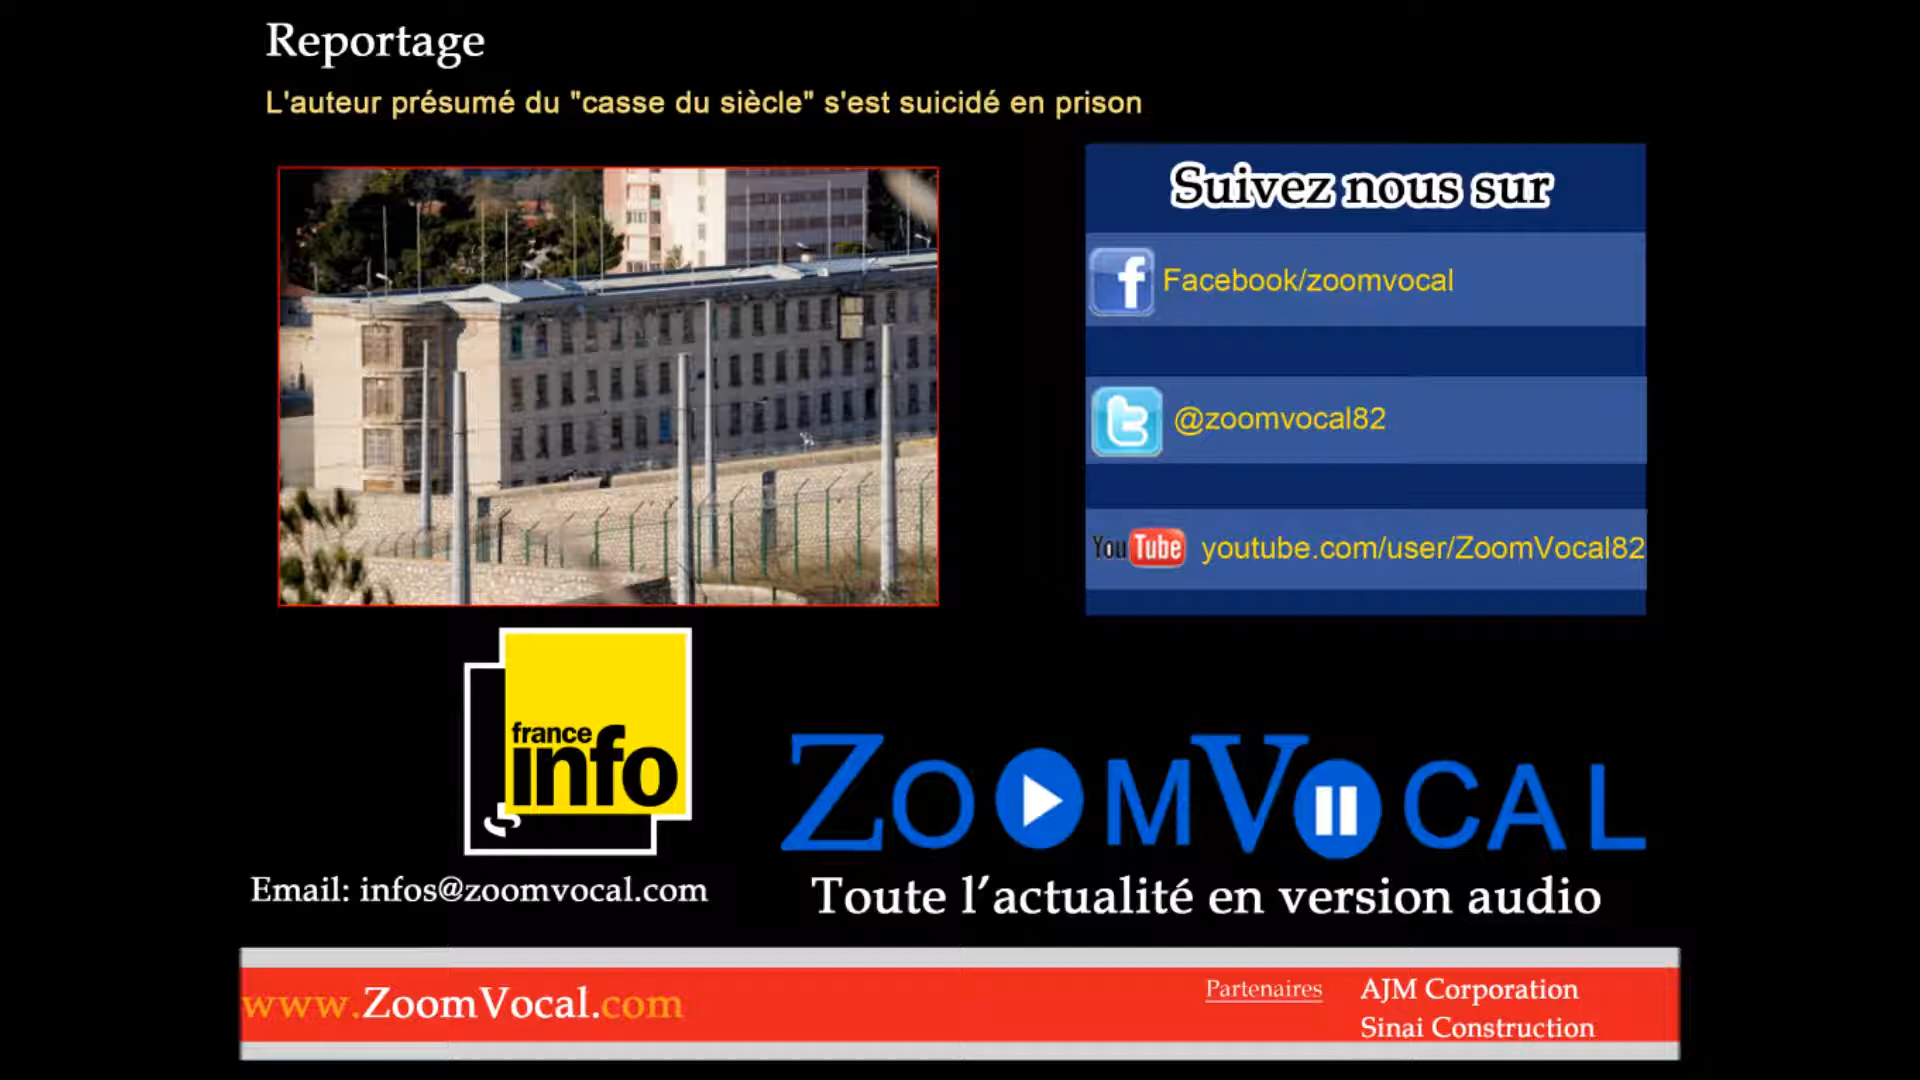 Reportage
L'auteur présumé du "casse du siècle" s'est suicidé en prison
Suivez nous sur
Facebook/zoomvocal
@zoomvocal82
YouTube youtube.com/user/ZoomVocal82
france
info
ZOOMVOCAL
Email: infos@zoomvocal.com
Toute l'actualité en version audio
www.ZoomVocal.com
Partenaires AJM Corporation
Sinai Construction